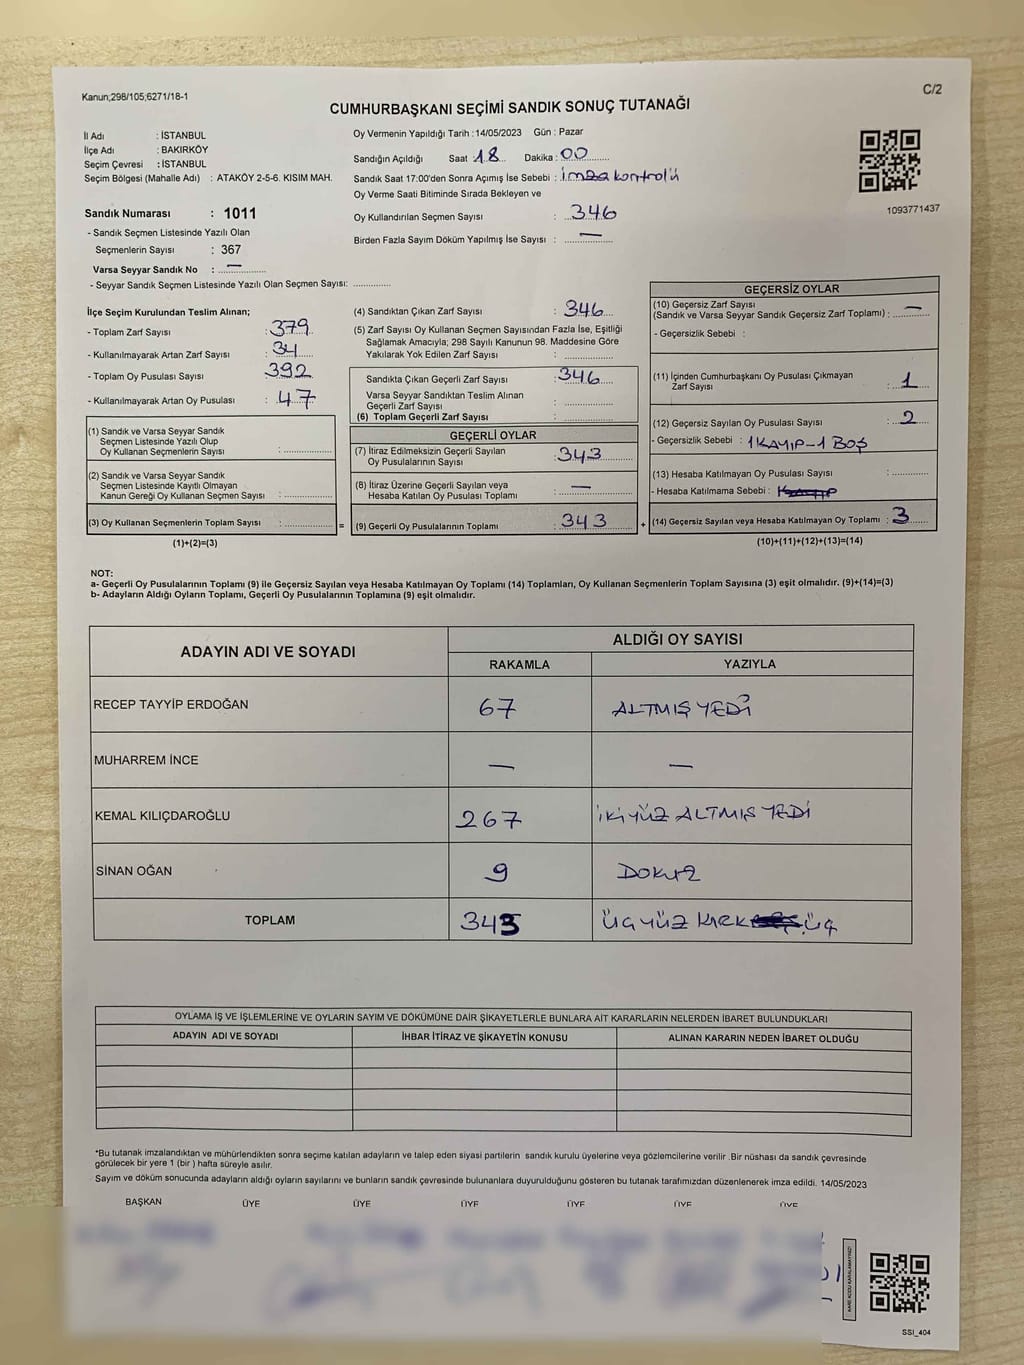 Kanun;298/105;6271/18-1
C/2
CUMHURBAŞKANI SEÇİMİ SANDIK SONUÇ TUTANAĞI
İl Adı : İSTANBUL
İlçe Adı : BAKIRKÖY
Seçim Çevresi : İSTANBUL
Seçim Bölgesi (Mahalle Adı) : ATAKÖY 2-5-6. KISIM MAH.
Oy Vermenin Yapıldığı Tarih : 14/05/2023 Gün : Pazar
Sandığın Açıldığı Saat : 18 Dakika : 00
Sandık Saat 17:00'den Sonra Açımış İse Sebebi : imza kontrolü
Oy Verme Saati Bitiminde Sırada Bekleyen ve
Oy Kullandırılan Seçmen Sayısı : 346
Birden Fazla Sayım Döküm Yapılmış İse Sayısı : —
1093771437
Sandık Numarası : 1011
- Sandık Seçmen Listesinde Yazılı Olan
Seçmenlerin Sayısı : 367
Varsa Seyyar Sandık No : —
- Seyyar Sandık Seçmen Listesinde Yazılı Olan Seçmen Sayısı:
İlçe Seçim Kurulundan Teslim Alınan;
- Toplam Zarf Sayısı : 379
- Kullanılmayarak Artan Zarf Sayısı : 34
- Toplam Oy Pusulası Sayısı : 392
- Kullanılmayarak Artan Oy Pusulası : 47
(1) Sandık ve Varsa Seyyar Sandık
Seçmen Listesinde Yazılı Olup
Oy Kullanan Seçmenlerin Sayısı :
(2) Sandık ve Varsa Seyyar Sandık
Seçmen Listesinde Kayıtlı Olmayan
Kanun Gereği Oy Kullanan Seçmen Sayısı :
(3) Oy Kullanan Seçmenlerin Toplam Sayısı :
(1)+(2)=(3)
=
(4) Sandıktan Çıkan Zarf Sayısı : 346
(5) Zarf Sayısı Oy Kullanan Seçmen Sayısından Fazla İse, Eşitliği
Sağlamak Amacıyla; 298 Sayılı Kanunun 98. Maddesine Göre
Yakılarak Yok Edilen Zarf Sayısı :
Sandıkta Çıkan Geçerli Zarf Sayısı : 346
Varsa Seyyar Sandıktan Teslim Alınan
Geçerli Zarf Sayısı :
(6) Toplam Geçerli Zarf Sayısı :
GEÇERLİ OYLAR
(7) İtiraz Edilmeksizin Geçerli Sayılan
Oy Pusulalarının Sayısı : 343
(8) İtiraz Üzerine Geçerli Sayılan veya
Hesaba Katılan Oy Pusulası Toplamı : —
(9) Geçerli Oy Pusulalarının Toplamı : 343
+
GEÇERSİZ OYLAR
(10) Geçersiz Zarf Sayısı
(Sandık ve Varsa Seyyar Sandık Geçersiz Zarf Toplamı) : —
- Geçersizlik Sebebi :
(11) İçinden Cumhurbaşkanı Oy Pusulası Çıkmayan
Zarf Sayısı : 1
(12) Geçersiz Sayılan Oy Pusulası Sayısı : 2
- Geçersizlik Sebebi : 1 KAYIP-1 BOŞ
(13) Hesaba Katılmayan Oy Pusulası Sayısı :
- Hesaba Katılmama Sebebi :
(14) Geçersiz Sayılan veya Hesaba Katılmayan Oy Toplamı : 3
(10)+(11)+(12)+(13)=(14)
NOT:
a- Geçerli Oy Pusulalarının Toplamı (9) ile Geçersiz Sayılan veya Hesaba Katılmayan Oy Toplamı (14) Toplamları, Oy Kullanan Seçmenlerin Toplam Sayısına (3) eşit olmalıdır. (9)+(14)=(3)
b- Adayların Aldığı Oyların Toplamı, Geçerli Oy Pusulalarının Toplamına (9) eşit olmalıdır.
ADAYIN ADI VE SOYADI
ALDIĞI OY SAYISI
RAKAMLA YAZIYLA
RECEP TAYYİP ERDOĞAN 67 ALTMIŞ YEDİ
MUHARREM İNCE — —
KEMAL KILIÇDAROĞLU 267 İKİ YÜZ ALTMIŞ YEDİ
SİNAN OĞAN 9 DOKUZ
TOPLAM 343 ÜÇ YÜZ KIRK ÜÇ
OYLAMA İŞ VE İŞLEMLERİNE VE OYLARIN SAYIM VE DÖKÜMÜNE DAİR ŞİKAYETLERLE BUNLARA AİT KARARLARIN NELERDEN İBARET BULUNDUKLARI
ADAYIN ADI VE SOYADI İHBAR İTİRAZ VE ŞİKAYETİN KONUSU ALINAN KARARIN NEDEN İBARET OLDUĞU
*Bu tutanak imzalandıktan ve mühürlendikten sonra seçime katılan adayların ve talep eden siyasi partilerin sandık kurulu üyelerine veya gözlemcilerine verilir .Bir nüshası da sandık çevresinde
görülecek bir yere 1 (bir ) hafta süreyle asılır.
Sayım ve döküm sonucunda adayların aldığı oyların sayılarını ve bunların sandık çevresinde bulunanlara duyurulduğunu gösteren bu tutanak tarafımızdan düzenlenerek imza edildi. 14/05/2023
BAŞKAN ÜYE ÜYE ÜYE ÜYE ÜYE ÜYE
KARE KODU KARALAMAYINIZ!
SSI_404